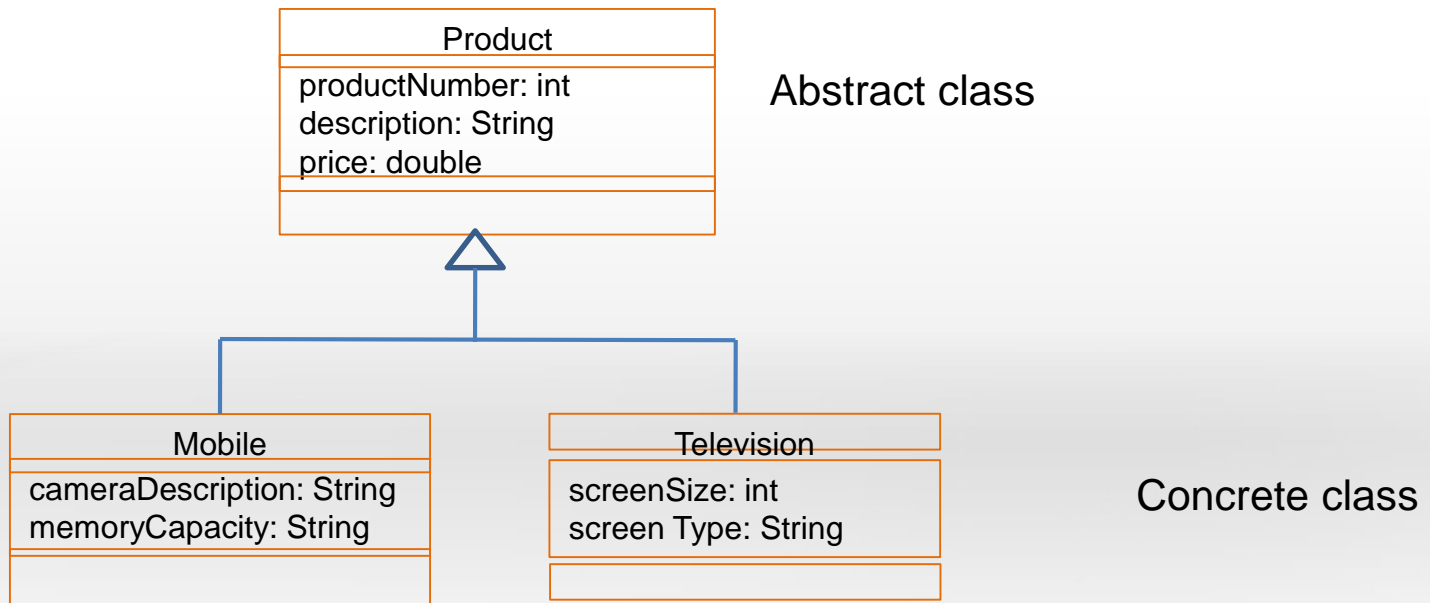 Product
productNumber: int
description: String
price: double
Abstract class
Mobile
cameraDescription: String
memoryCapacity: String
Television
screenSize: int
screen Type: String
Concrete class